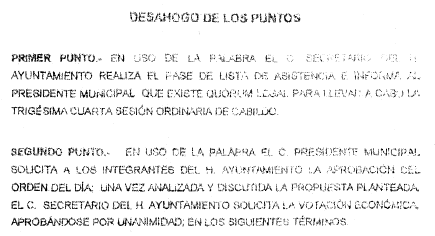 DESAHOGO DE LOS PUNTOS
PRIMER PUNTO.- EN USO DE LA PALABRA EL C. SECRETARIO DEL H.
AYUNTAMIENTO REALIZA EL PASE DE LISTA DE ASISTENCIA E INFORMA AL
PRESIDENTE MUNICIPAL QUE EXISTE QUÓRUM LEGAL PARA LLEVAR A CABO LA
TRIGÉSIMA CUARTA SESIÓN ORDINARIA DE CABILDO.
SEGUNDO PUNTO.- EN USO DE LA PALABRA EL C. PRESIDENTE MUNICIPAL
SOLICITA A LOS INTEGRANTES DEL H. AYUNTAMIENTO LA APROBACIÓN DEL
ORDEN DEL DÍA; UNA VEZ ANALIZADA Y DISCUTIDA LA PROPUESTA PLANTEADA,
EL C. SECRETARIO DEL H. AYUNTAMIENTO SOLICITA LA VOTACIÓN ECONÓMICA,
APROBÁNDOSE POR UNANIMIDAD; EN LOS SIGUIENTES TÉRMINOS.